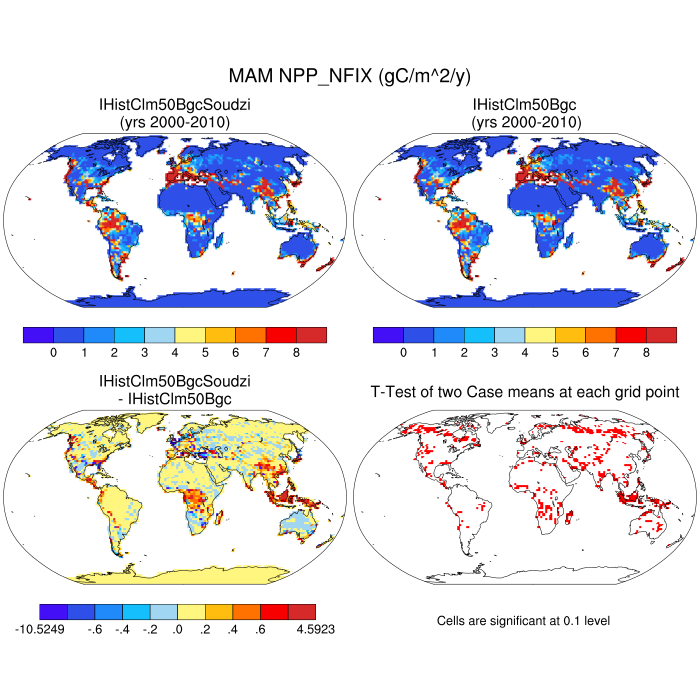 MAM NPP_NFIX (gC/m^2/y)
IHistClm50BgcSoudzi
(yrs 2000-2010)
IHistClm50Bgc
(yrs 2000-2010)
0 1 2 3 4 5 6 7 8
0 1 2 3 4 5 6 7 8
IHistClm50BgcSoudzi
- IHistClm50Bgc
T-Test of two Case means at each grid point
-10.5249 -.6 -.4 -.2 .0 .2 .4 .6 4.5923
Cells are significant at 0.1 level